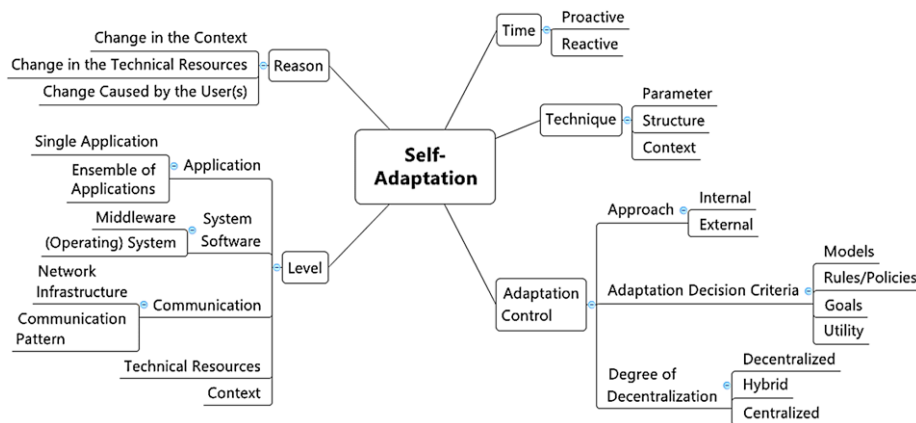 Self-
Adaptation
Time
Proactive
Reactive
Technique
Parameter
Structure
Context
Adaptation
Control
Approach
Internal
External
Adaptation Decision Criteria
Models
Rules/Policies
Goals
Utility
Degree of
Decentralization
Decentralized
Hybrid
Centralized
Reason
Change in the Context
Change in the Technical Resources
Change Caused by the User(s)
Level
Application
Single Application
Ensemble of
Applications
System
Software
Middleware
(Operating) System
Communication
Network
Infrastructure
Communication
Pattern
Technical Resources
Context